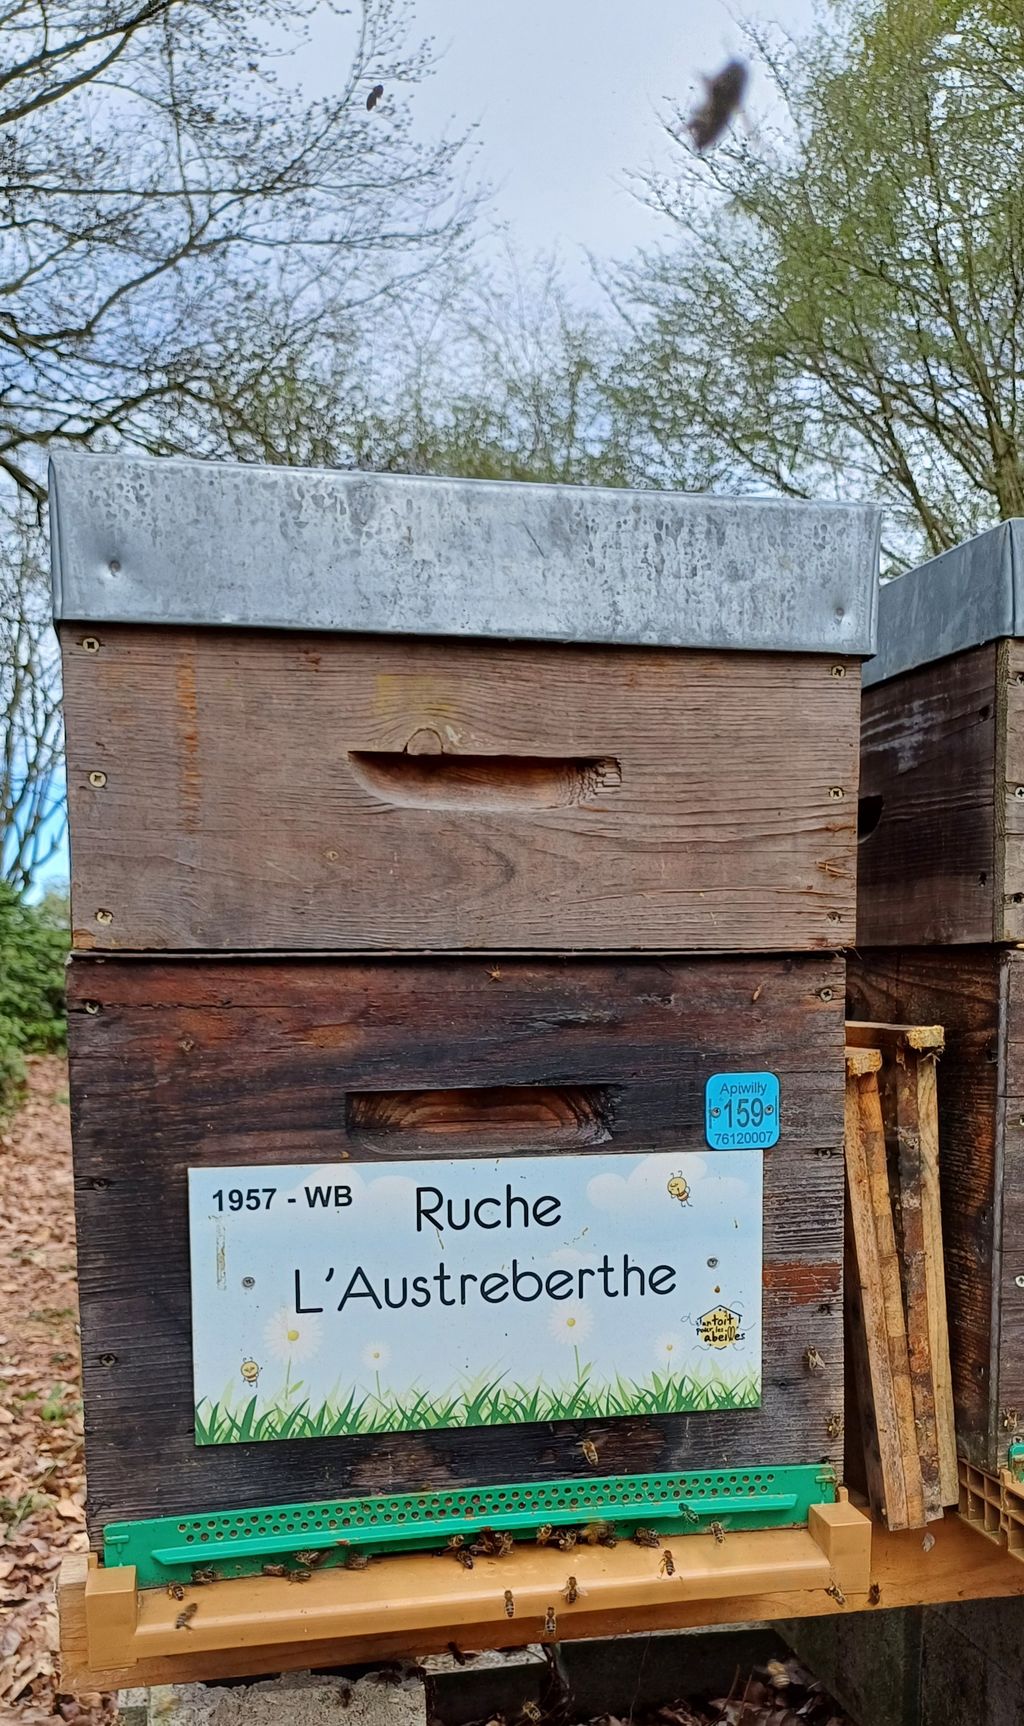 Apiwilly
159
76120007
1957 - WB
Ruche
L'Austreberthe
un toit
pour les
abeilles